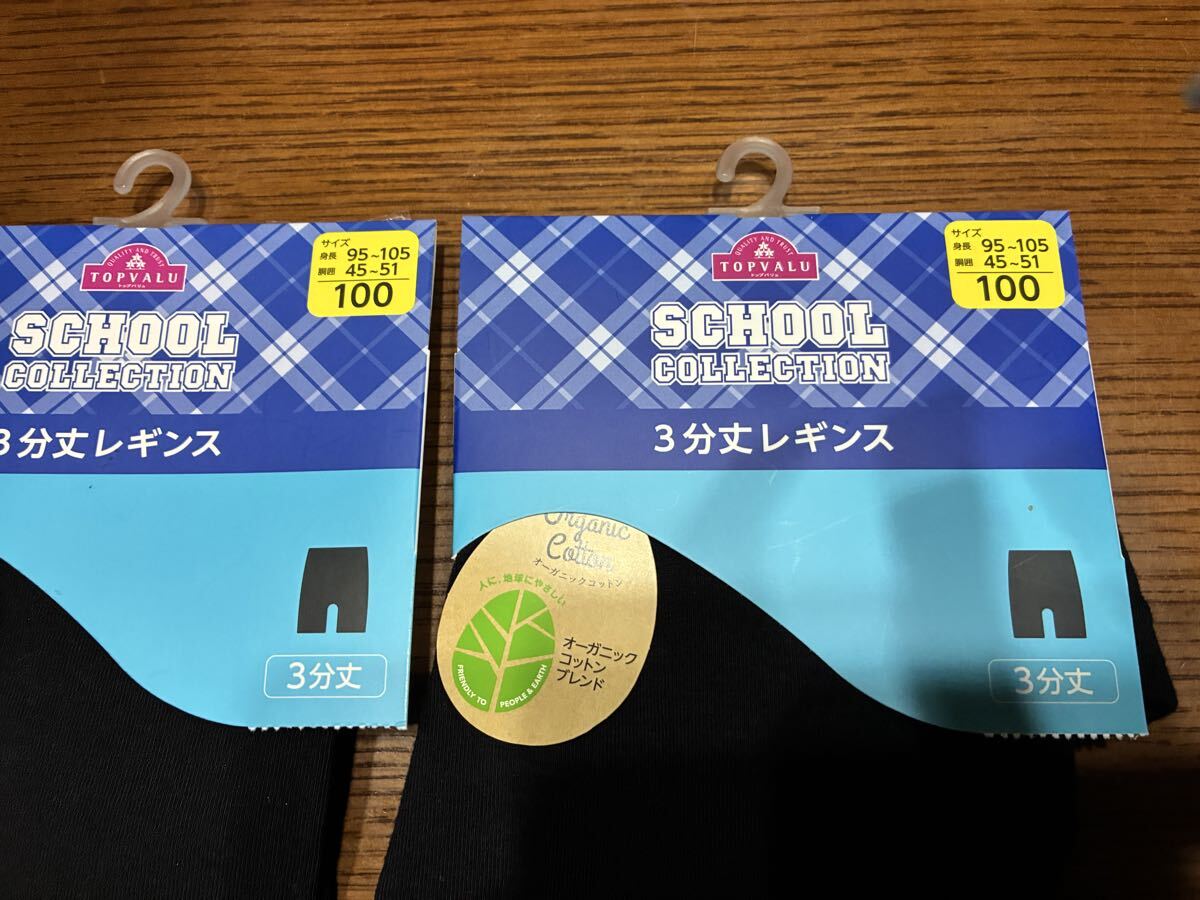 QUALITY AND TRUST
TOPVALU
トップバリュ
サイズ
身長 95~105
胴囲 45~51
100
SCHOOL
COLLECTION
3分丈レギンス
3分丈
QUALITY AND TRUST
TOPVALU
トップバリュ
サイズ
身長 95~105
胴囲 45~51
100
SCHOOL
COLLECTION
3分丈レギンス
Organic
Cotton
オーガニックコットン
人に、地球にやさしい
オーガニック
コットン
ブレンド
FRIENDLY TO PEOPLE & EARTH
3分丈